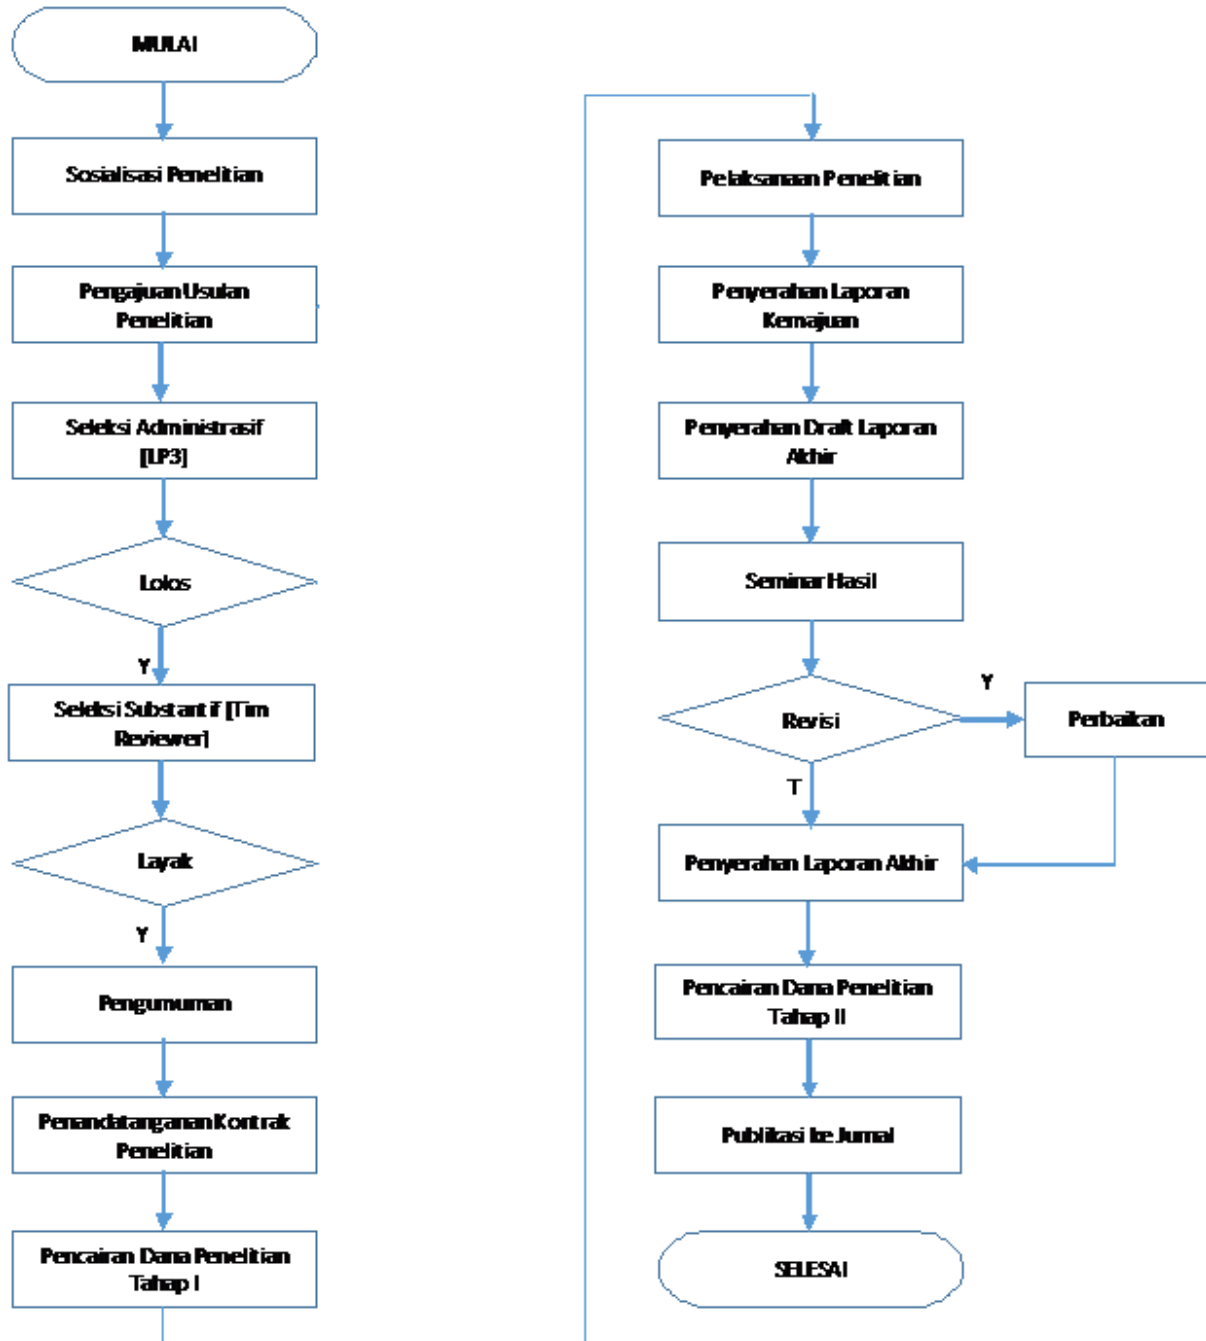 MULAI
Sosialisasi Penelitian
Pengajuan Usulan
Penelitian
Seleksi Administrasif
[LP3]
Lolos
Y
Seleksi Substantif [Tim
Reviewer]
Layak
Y
Pengumuman
Penandatanganan Kontrak
Penelitian
Pencairan Dana Penelitian
Tahap I
Pelaksanaan Penelitian
Penyerahan Laporan
Kemajuan
Penyerahan Draft Laporan
Akhir
Seminar Hasil
Revisi
Y
Perbaikan
T
Penyerahan Laporan Akhir
Pencairan Dana Penelitian
Tahap II
Publikasi ke Jurnal
SELESAI